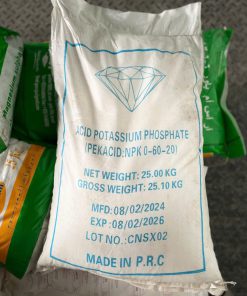 ACID POTASSIUM PHOSPHATE
(PEKACID:NPK 0-60-20)
NET WEIGHT: 25.00 KG
GROSS WEIGHT: 25.10 KG
MFD: 08/02/2024
EXP: 08/02/2026
LOT NO.: CNSX02
MADE IN P.R.C